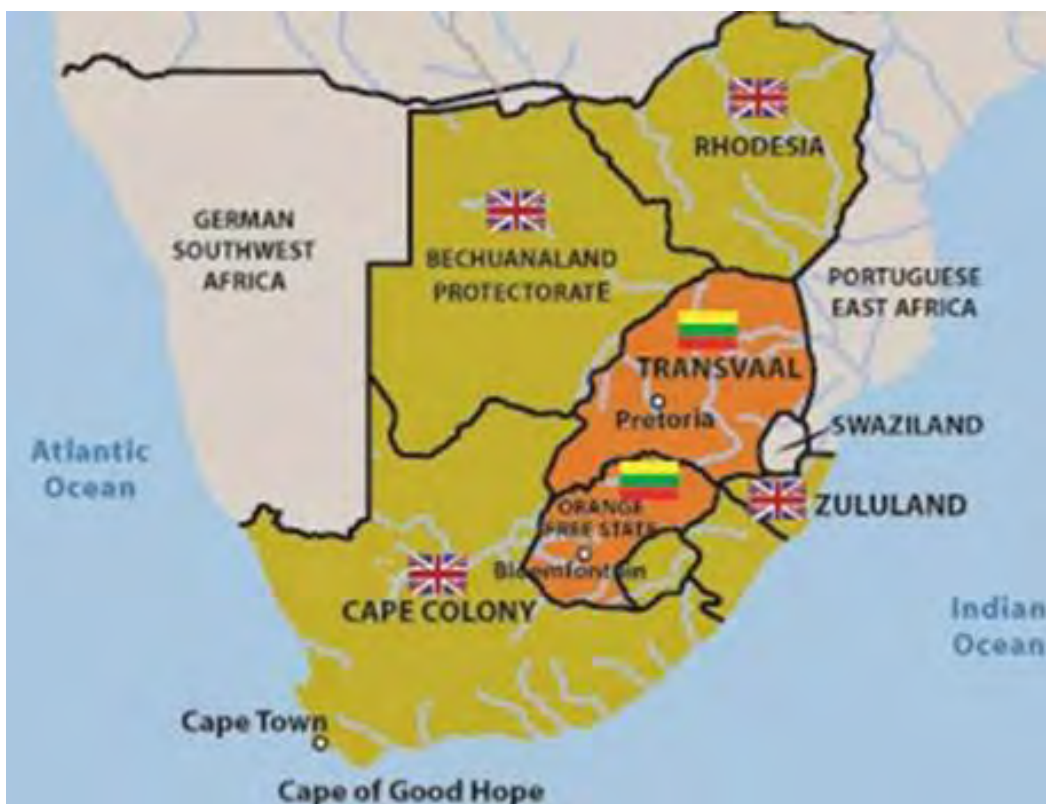 RHODESIA
GERMAN
SOUTHWEST
AFRICA
BECHUANALAND
PROTECTORATE
PORTUGUESE
EAST AFRICA
TRANSVAAL
Pretoria
SWAZILAND
Atlantic
Ocean
ZULULAND
ORANGE
FREE STATE
Bloemfontein
CAPE COLONY
Indian
Ocean
Cape Town
Cape of Good Hope